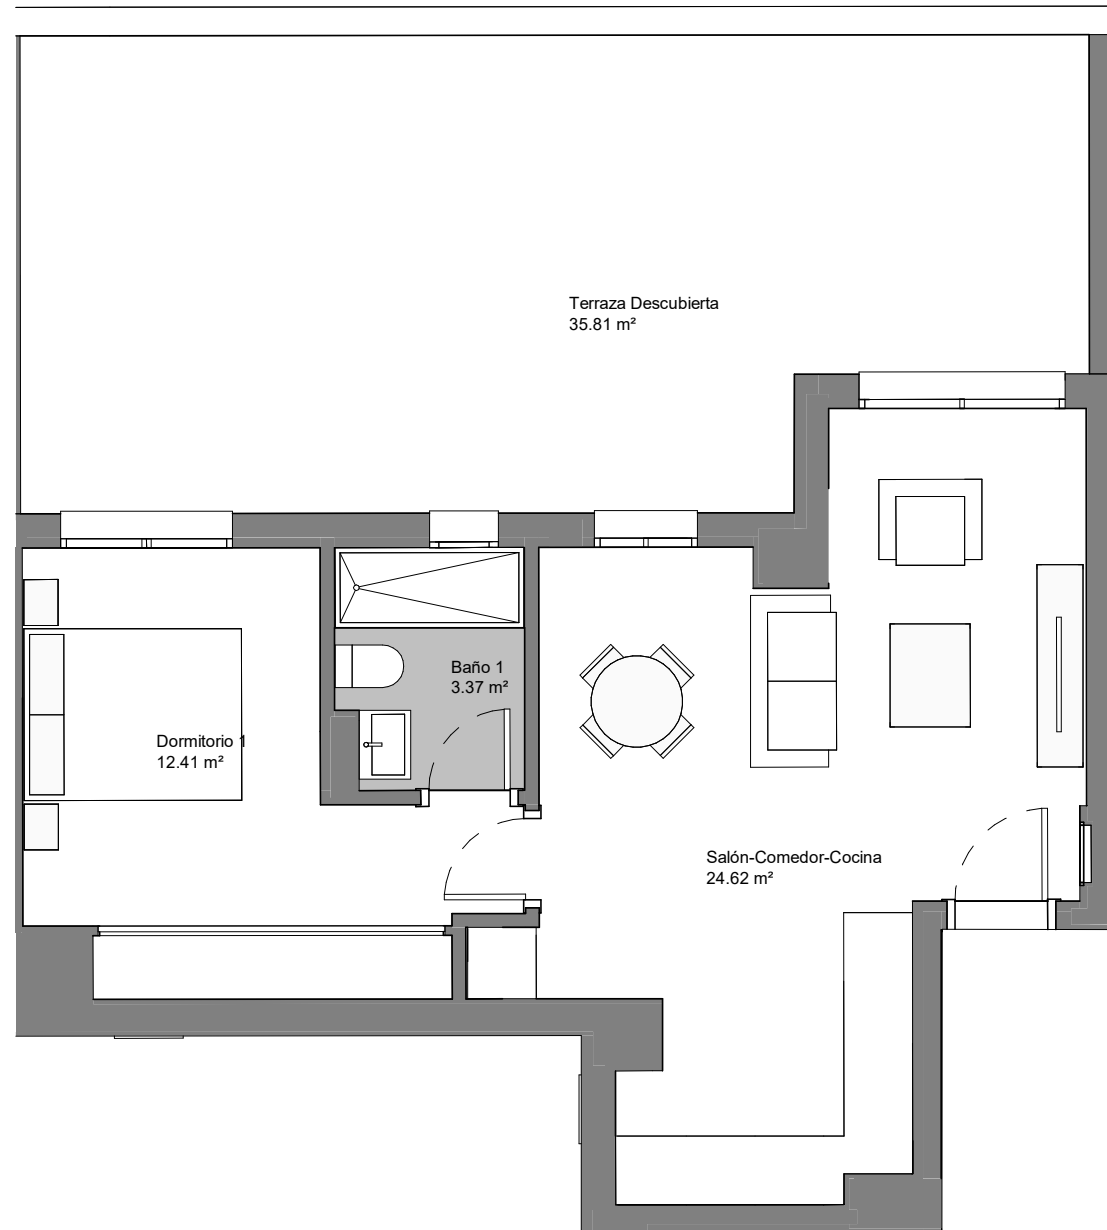 Terraza Descubierta
35.81 m²
Baño 1
3.37 m²
Dormitorio 1
12.41 m²
Salón-Comedor-Cocina
24.62 m²